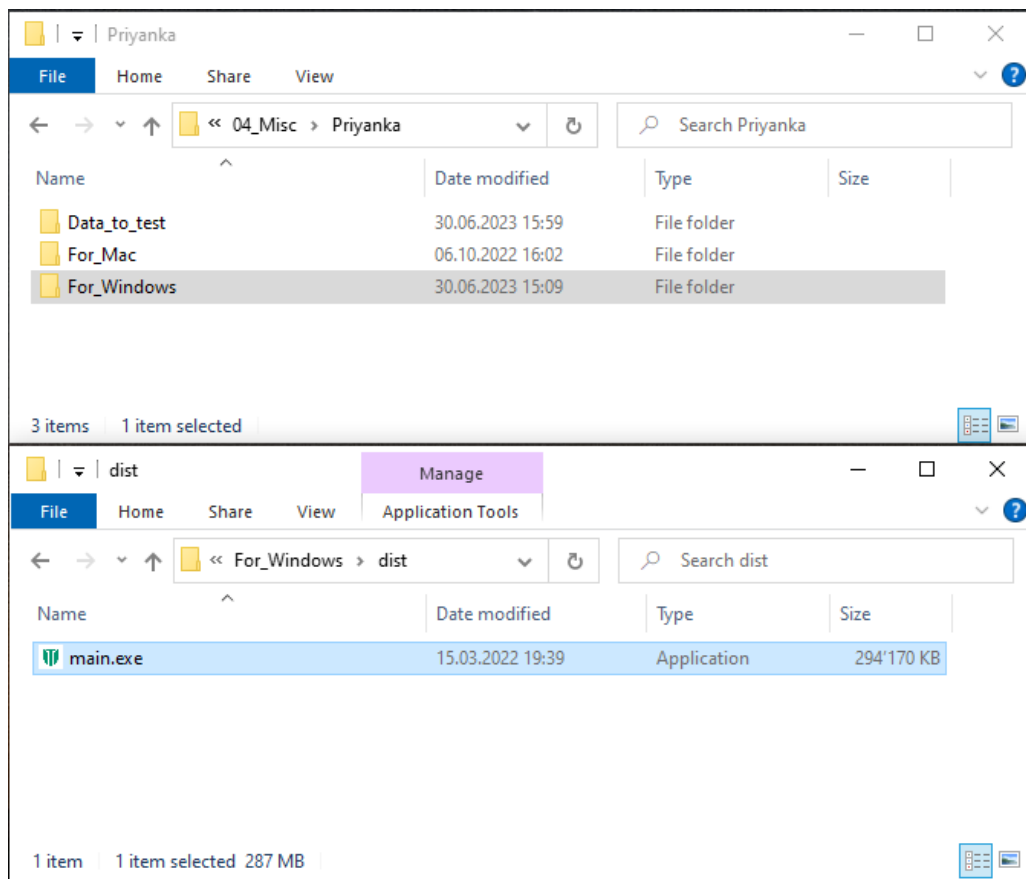 Priyanka
File Home Share View ?
« 04_Misc > Priyanka Search Priyanka
Name Date modified Type Size
Data_to_test 30.06.2023 15:59 File folder
For_Mac 06.10.2022 16:02 File folder
For_Windows 30.06.2023 15:09 File folder
3 items 1 item selected
dist Manage
File Home Share View Application Tools ?
« For_Windows > dist Search dist
Name Date modified Type Size
main.exe 15.03.2022 19:39 Application 294'170 KB
1 item 1 item selected 287 MB